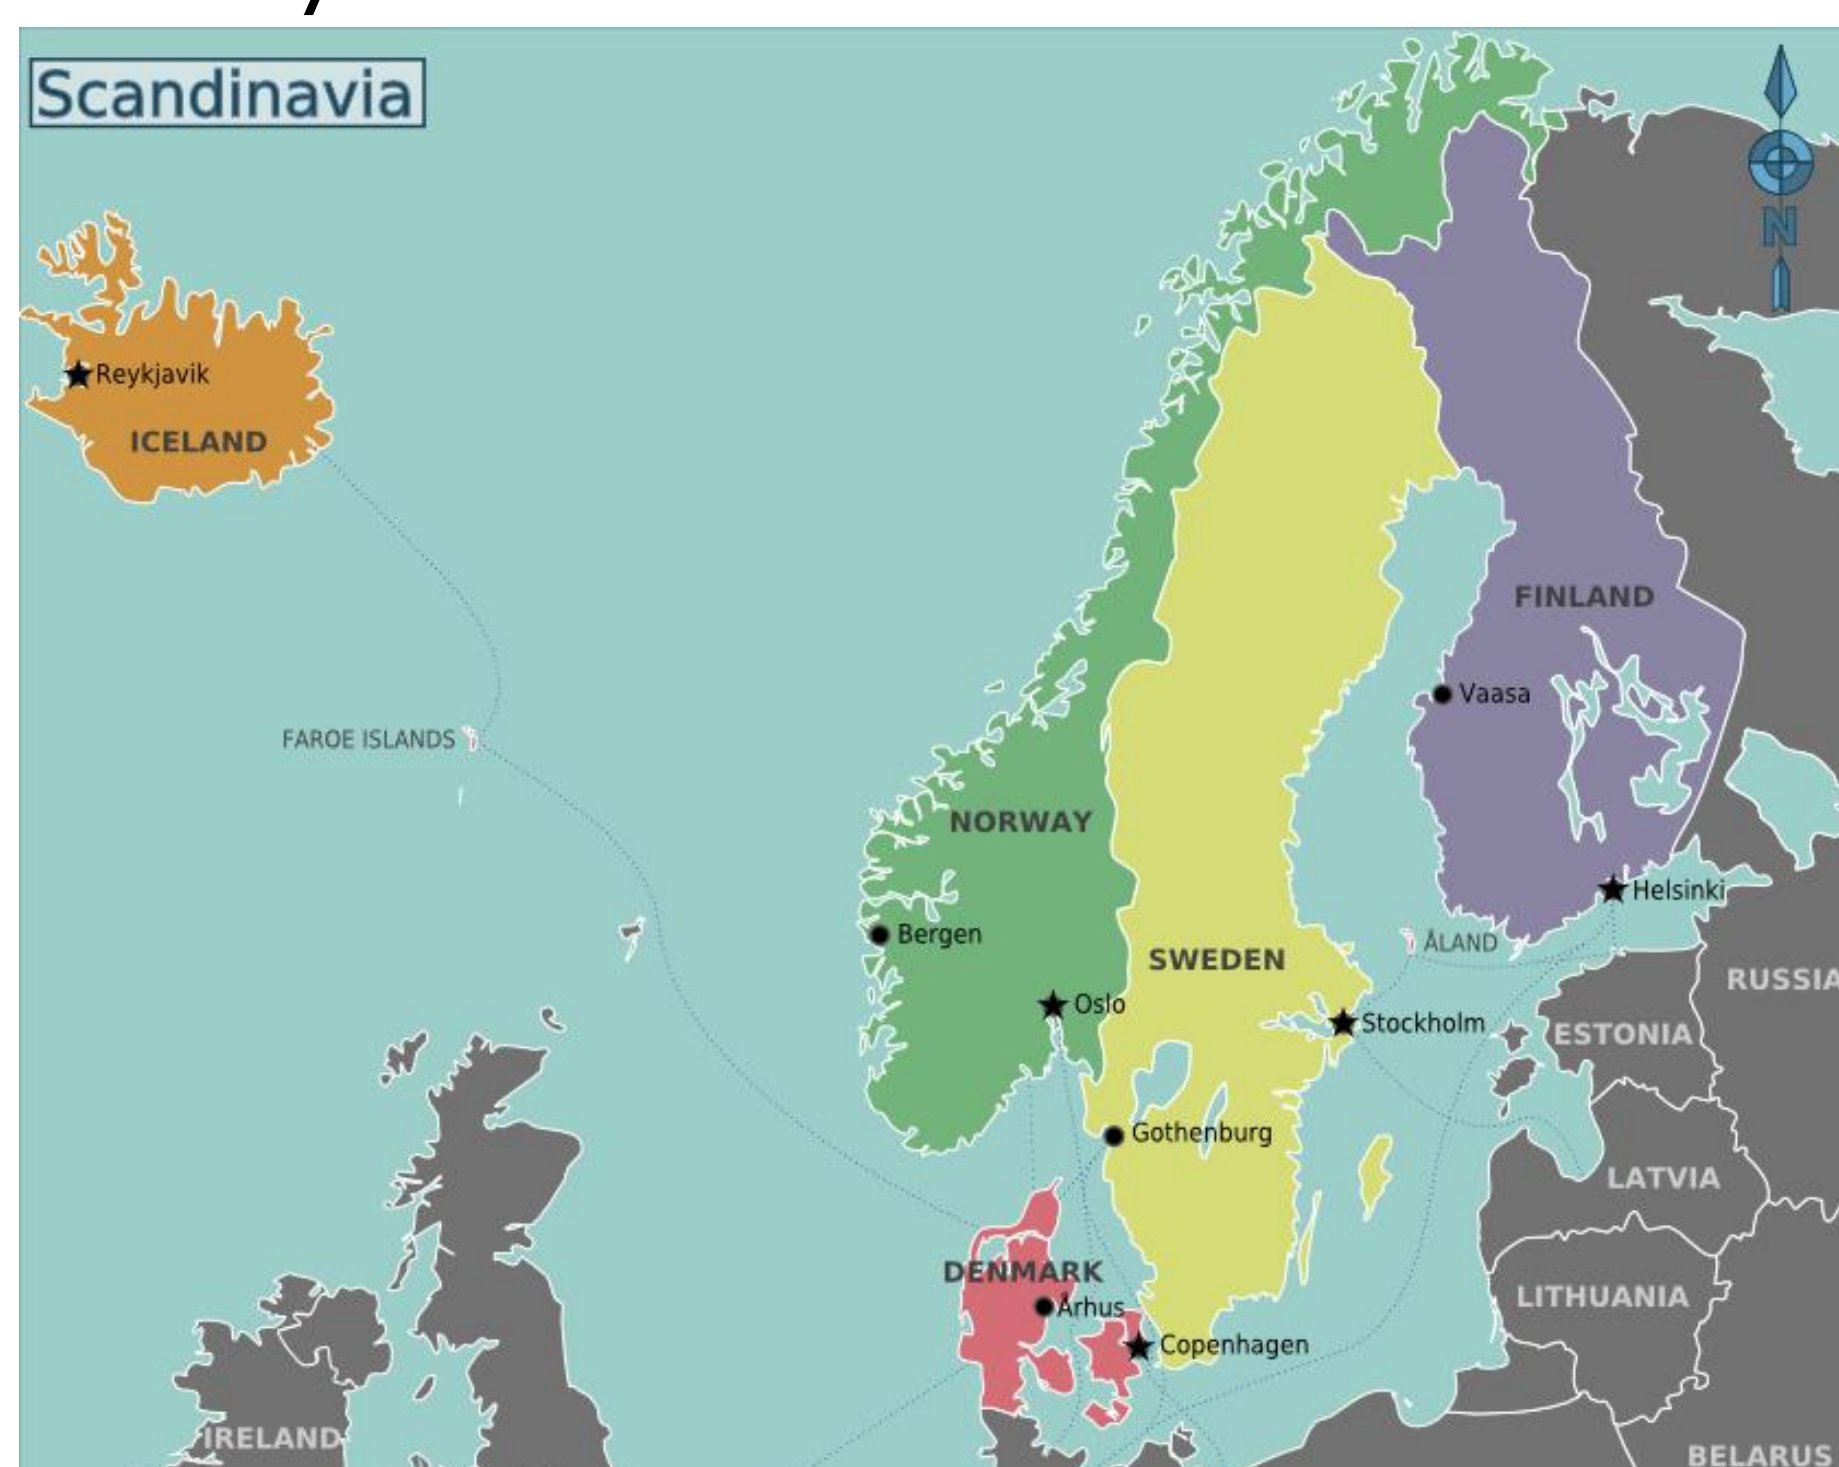 Scandinavia
N
Reykjavik
ICELAND
FINLAND
Vaasa
FAROE ISLANDS
NORWAY
Helsinki
Bergen
ÅLAND
SWEDEN
RUSSIA
Oslo
Stockholm
ESTONIA
Gothenburg
LATVIA
DENMARK
LITHUANIA
Århus
Copenhagen
IRELAND
BELARUS